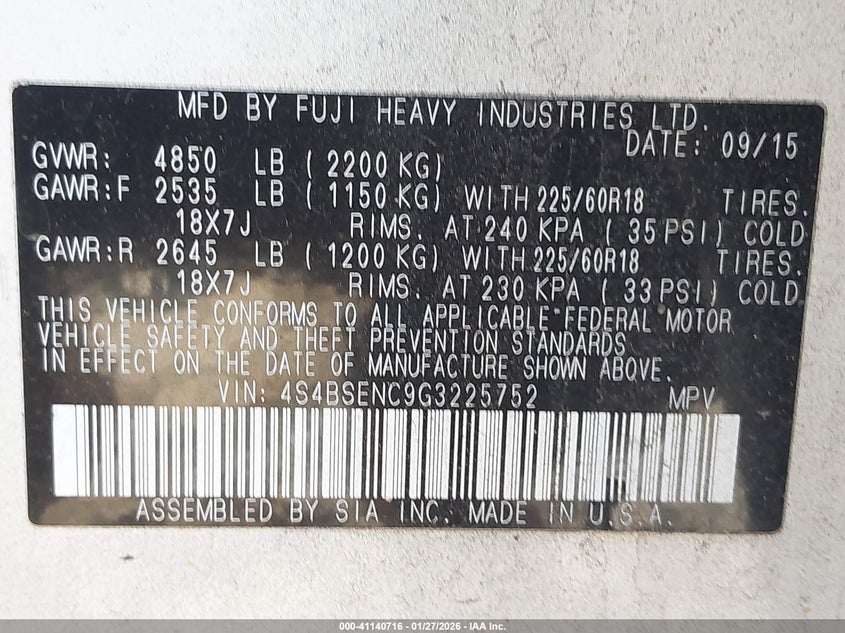 MFD BY FUJI HEAVY INDUSTRIES LTD.
DATE: 09/15
GVWR: 4850 LB ( 2200 KG)
GAWR:F 2535 LB ( 1150 KG) WITH 225/60R18 TIRES.
18X7J RIMS. AT 240 KPA ( 35 PSI) COLD
GAWR:R 2645 LB ( 1200 KG) WITH 225/60R18 TIRES.
18X7J RIMS. AT 230 KPA ( 33 PSI) COLD
THIS VEHICLE CONFORMS TO ALL APPLICABLE FEDERAL MOTOR
VEHICLE SAFETY AND THEFT PREVENTION STANDARDS
IN EFFECT ON THE DATE OF MANUFACTURE SHOWN ABOVE.
VIN: 4S4BSENC9G3225752 MPV
ASSEMBLED BY SIA INC. MADE IN U.S.A.
000-41140716 - 01/27/2026 - IAA Inc.